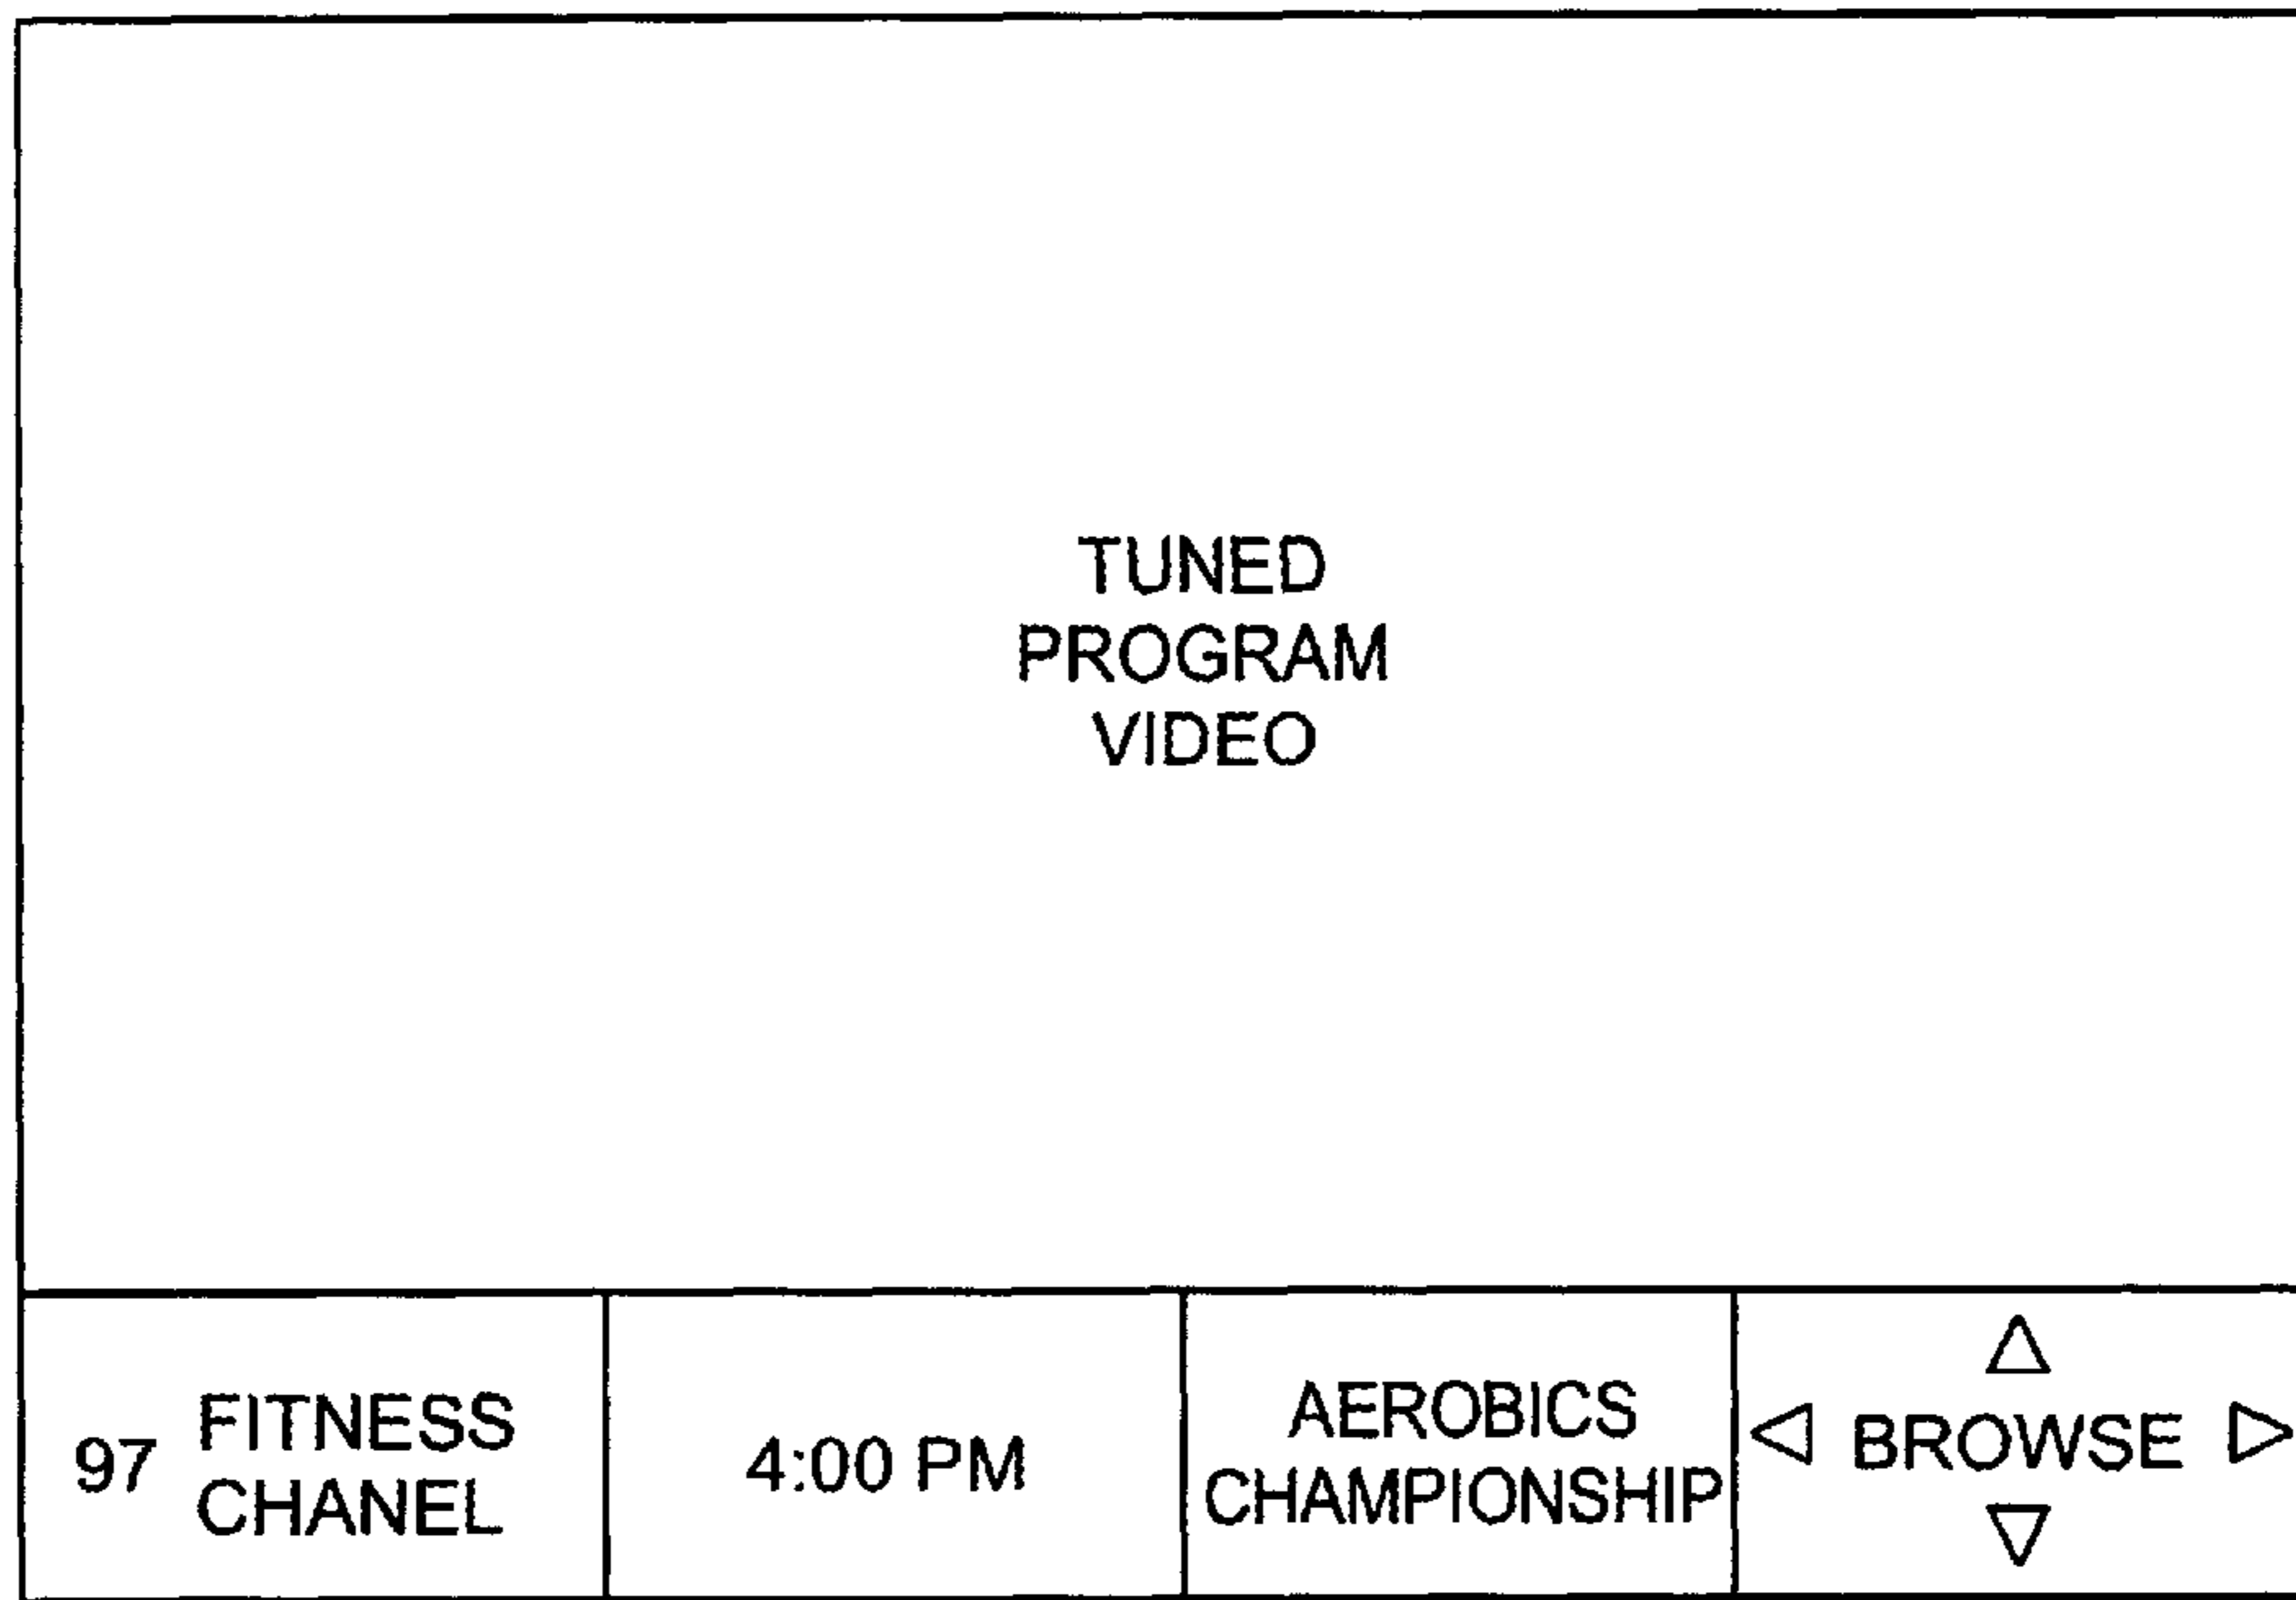 TUNED
PROGRAM
VIDEO
97 FITNESS
CHANEL
4:00 PM
AEROBICS
CHAMPIONSHIP
BROWSE